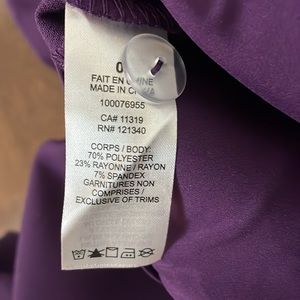 0
FAIT EN CHINE
MADE IN CHINA
100076955
CA# 11319
RN# 121340
CORPS / BODY:
70% POLYESTER
23% RAYONNE / RAYON
7% SPANDEX
GARNITURES NON
COMPRISES /
EXCLUSIVE OF TRIMS